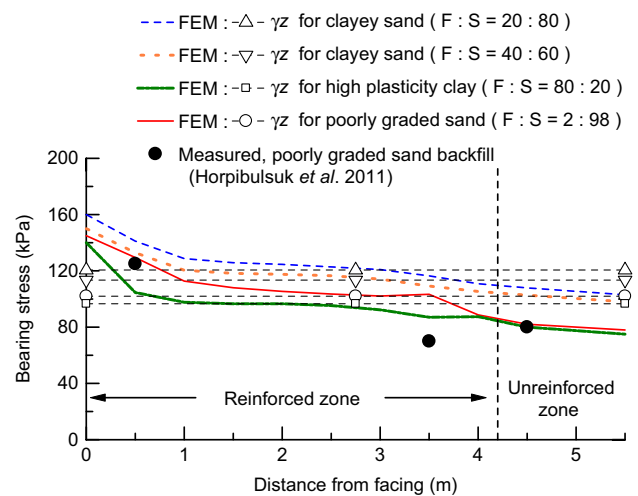 FEM : -△- γz for clayey sand ( F : S = 20 : 80 )
FEM : -▽- γz for clayey sand ( F : S = 40 : 60 )
FEM : -□- γz for high plasticity clay ( F : S = 80 : 20 )
FEM : -○- γz for poorly graded sand ( F : S = 2 : 98 )
Measured, poorly graded sand backfill
(Horpibulsuk et al. 2011)
Bearing stress (kPa)
200
160
120
80
40
0
Reinforced zone
Unreinforced
zone
0 1 2 3 4 5
Distance from facing (m)